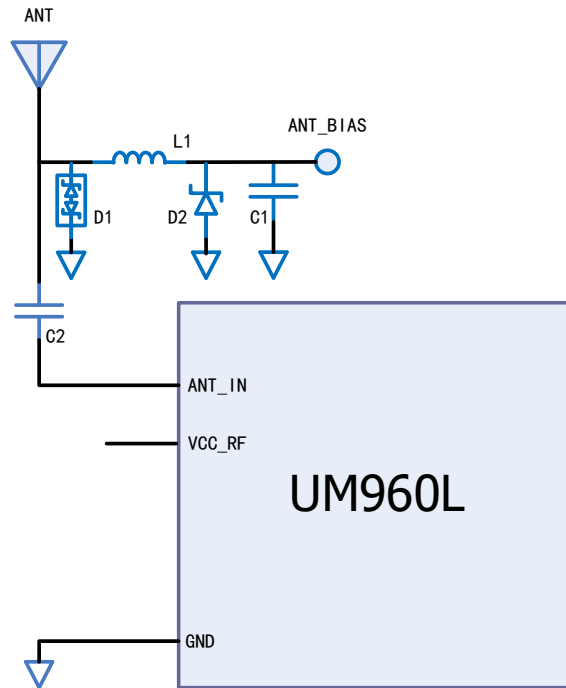 ANT
ANT_BIAS
L1
D1
D2
C1
C2
ANT_IN
VCC_RF
UM960L
GND